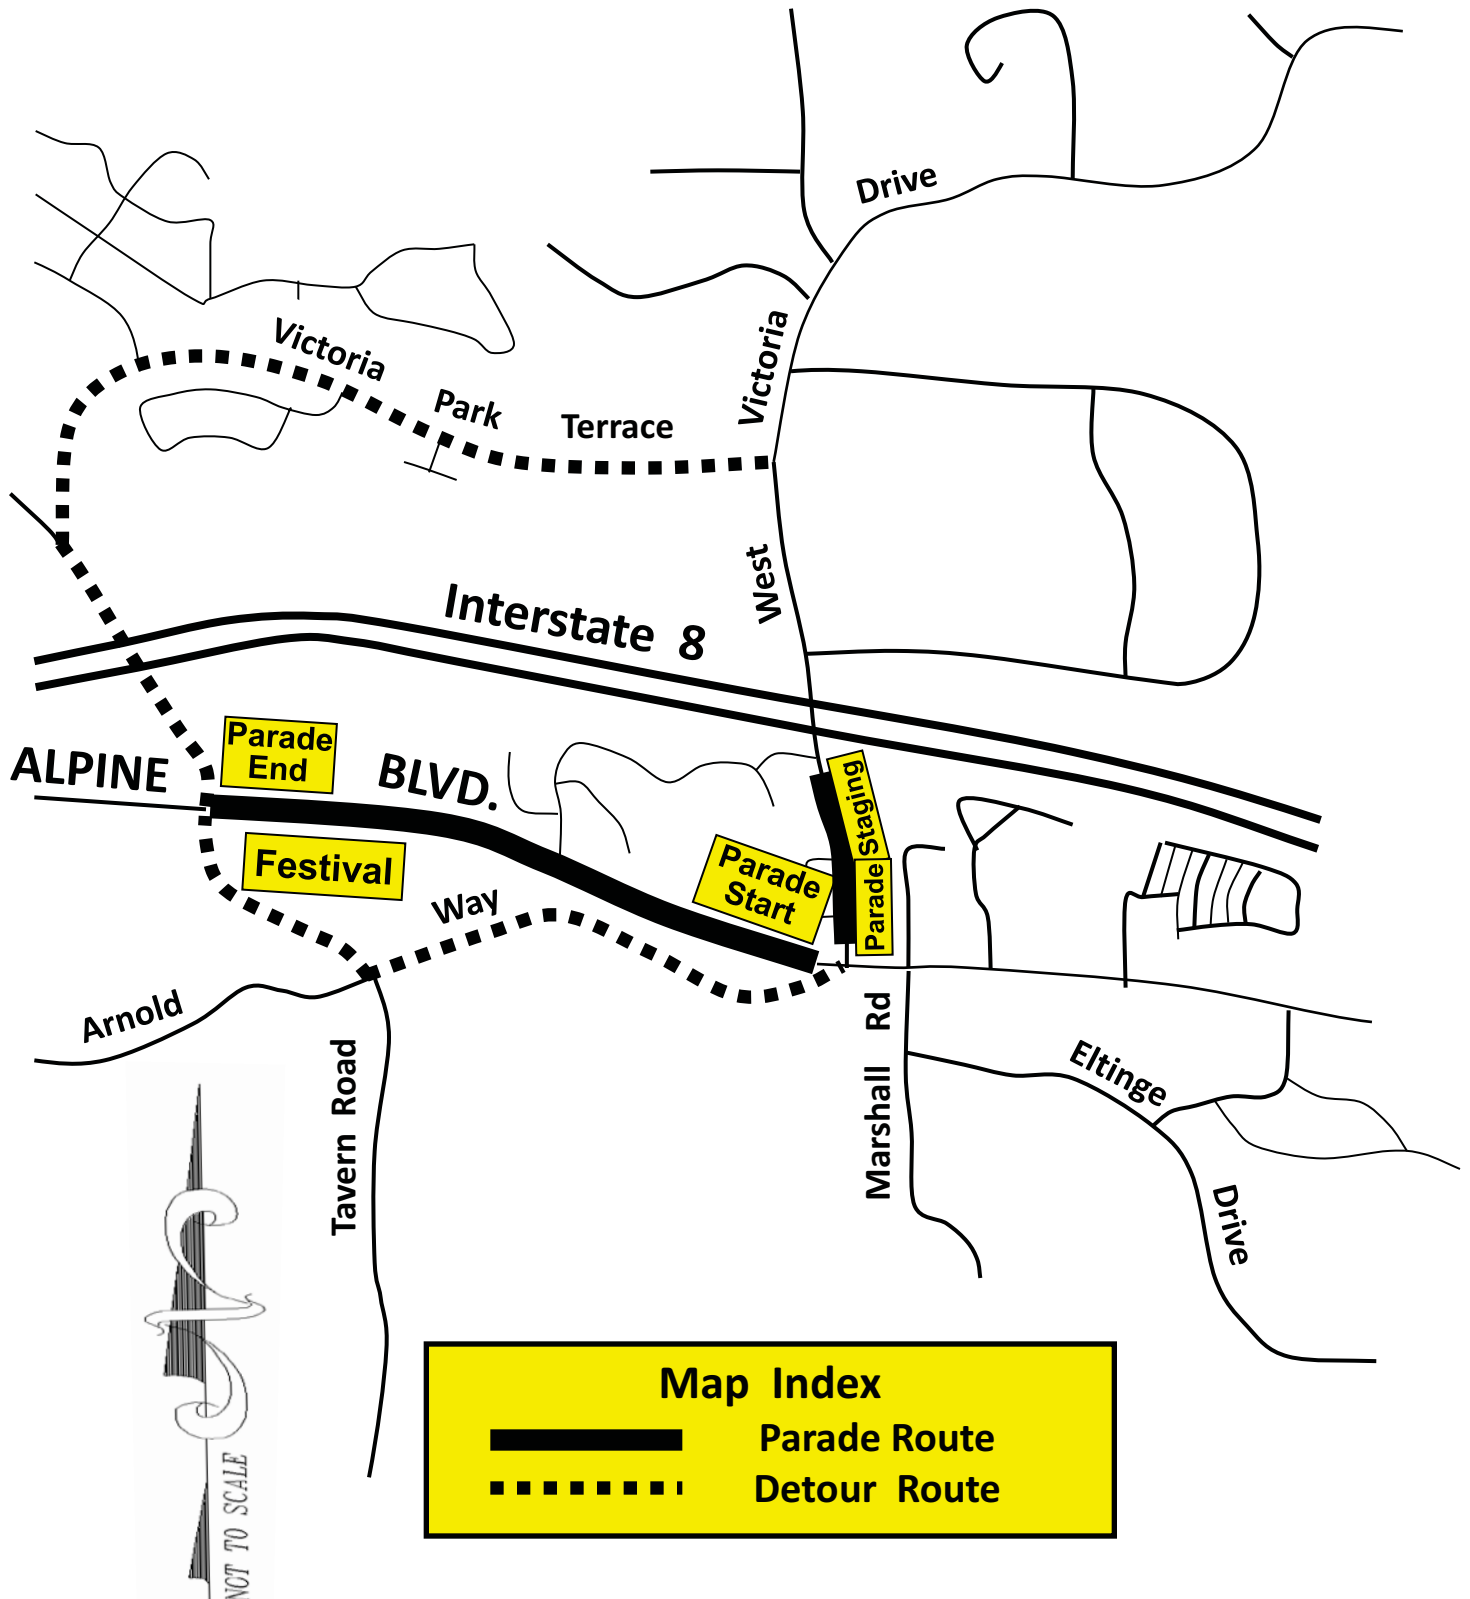 Drive
Victoria
Victoria
Park
Terrace
West
Interstate 8
Parade
End
ALPINE
BLVD.
Parade Staging
Festival
Parade
Start
Way
Arnold
Tavern Road
Marshall Rd
Eltinge
Drive
NOT TO SCALE
Map Index
Parade Route
Detour Route